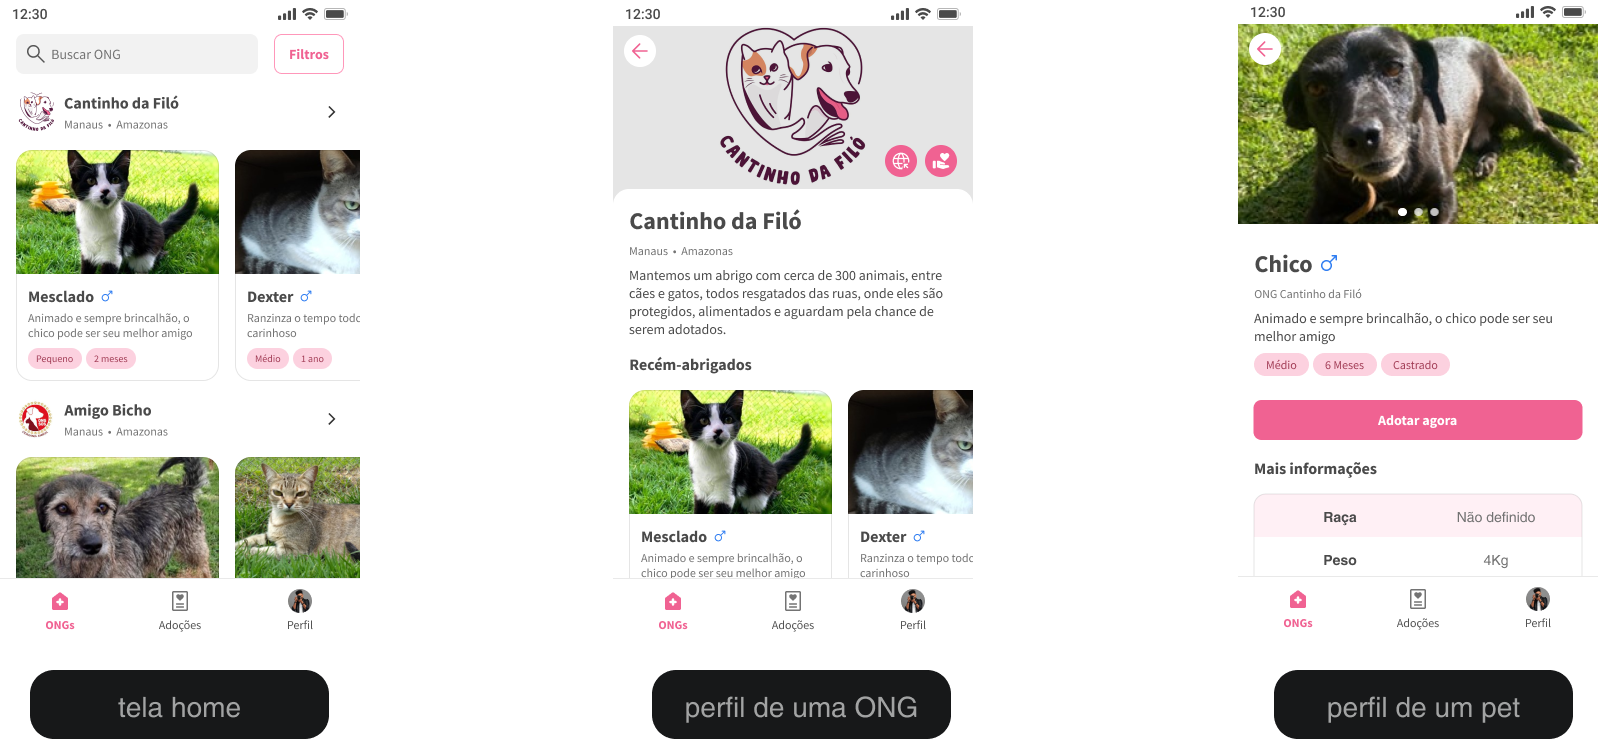 12:30
Buscar ONG
Filtros
Cantinho da Filó
Manaus • Amazonas
Mesclado
Animado e sempre brincalhão, o
chico pode ser seu melhor amigo
Pequeno
2 meses
Dexter
Ranzinza o tempo todo
carinhoso
Médio
1 ano
Amigo Bicho
Manaus • Amazonas
ONGs
Adoções
Perfil
tela home
12:30
CANTINHO DA FILÓ
Cantinho da Filó
Manaus • Amazonas
Mantemos um abrigo com cerca de 300 animais, entre
cães e gatos, todos resgatados das ruas, onde eles são
protegidos, alimentados e aguardam pela chance de
serem adotados.
Recém-abrigados
Mesclado
Animado e sempre brincalhão, o
chico pode ser seu melhor amigo
Dexter
Ranzinza o tempo todo
carinhoso
ONGs
Adoções
Perfil
perfil de uma ONG
12:30
Chico
ONG Cantinho da Filó
Animado e sempre brincalhão, o chico pode ser seu
melhor amigo
Médio
6 Meses
Castrado
Adotar agora
Mais informações
Raça
Não definido
Peso
4Kg
ONGs
Adoções
Perfil
perfil de um pet